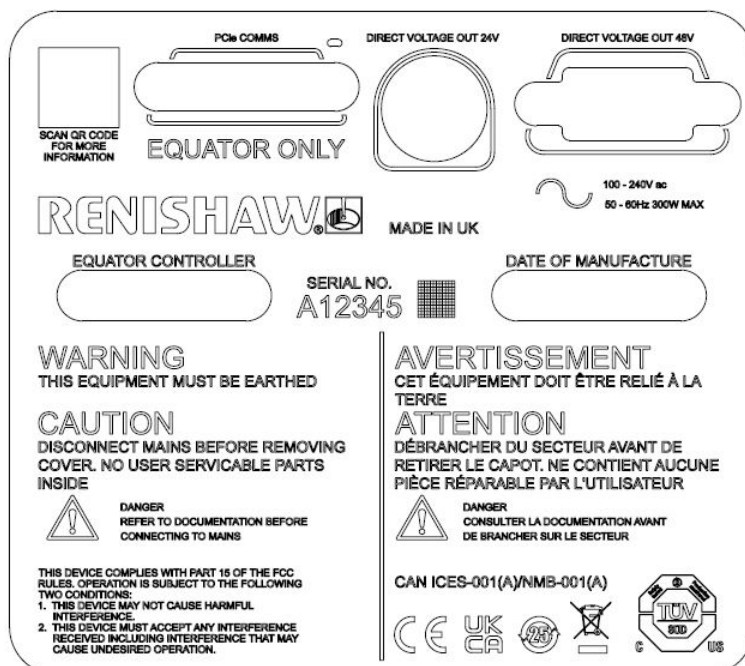 PCIe COMMS
DIRECT VOLTAGE OUT 24V
DIRECT VOLTAGE OUT 48V
SCAN QR CODE
FOR MORE
INFORMATION
EQUATOR ONLY
100 - 240V ac
50 - 60Hz 300W MAX
RENISHAW®
MADE IN UK
EQUATOR CONTROLLER
SERIAL NO.
A12345
DATE OF MANUFACTURE
WARNING
THIS EQUIPMENT MUST BE EARTHED
CAUTION
DISCONNECT MAINS BEFORE REMOVING
COVER. NO USER SERVICABLE PARTS
INSIDE
DANGER
REFER TO DOCUMENTATION BEFORE
CONNECTING TO MAINS
THIS DEVICE COMPLIES WITH PART 15 OF THE FCC
RULES. OPERATION IS SUBJECT TO THE FOLLOWING
TWO CONDITIONS:
1. THIS DEVICE MAY NOT CAUSE HARMFUL
INTERFERENCE.
2. THIS DEVICE MUST ACCEPT ANY INTERFERENCE
RECEIVED INCLUDING INTERFERENCE THAT MAY
CAUSE UNDESIRED OPERATION.
AVERTISSEMENT
CET ÉQUIPEMENT DOIT ÊTRE RELIÉ À LA
TERRE
ATTENTION
DÉBRANCHER DU SECTEUR AVANT DE
RETIRER LE CAPOT. NE CONTIENT AUCUNE
PIÈCE RÉPARABLE PAR L'UTILISATEUR
DANGER
CONSULTER LA DOCUMENTATION AVANT
DE BRANCHER SUR LE SECTEUR
CAN ICES-001(A)/NMB-001(A)
CE
UK
CA
25
TÜV
SÜD
C US